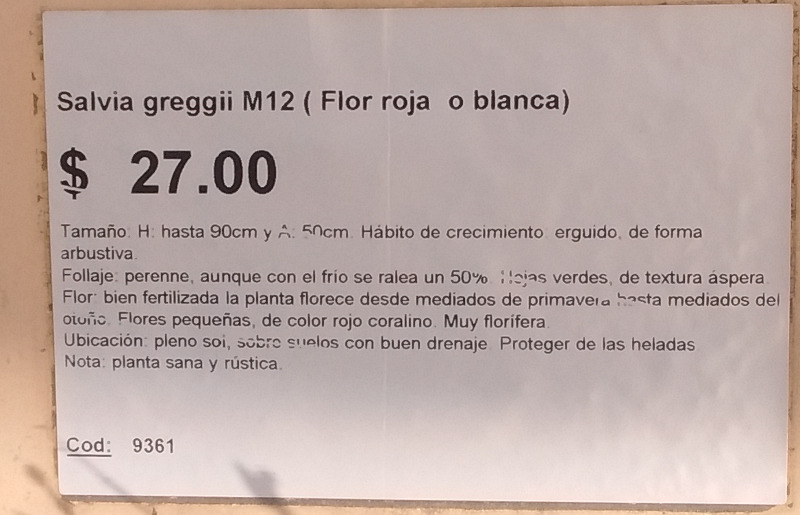 Salvia greggii M12 ( Flor roja o blanca)
$ 27.00
Tamaño: H: hasta 90cm y A: 50cm. Hábito de crecimiento: erguido, de forma
arbustiva.
Follaje: perenne, aunque con el frío se ralea un 50%. Hojas verdes, de textura áspera.
Flor: bien fertilizada la planta florece desde mediados de primavera hasta mediados del
otoño. Flores pequeñas, de color rojo coralino. Muy florífera.
Ubicación: pleno sol, sobre suelos con buen drenaje. Proteger de las heladas.
Nota: planta sana y rústica.
Cod: 9361